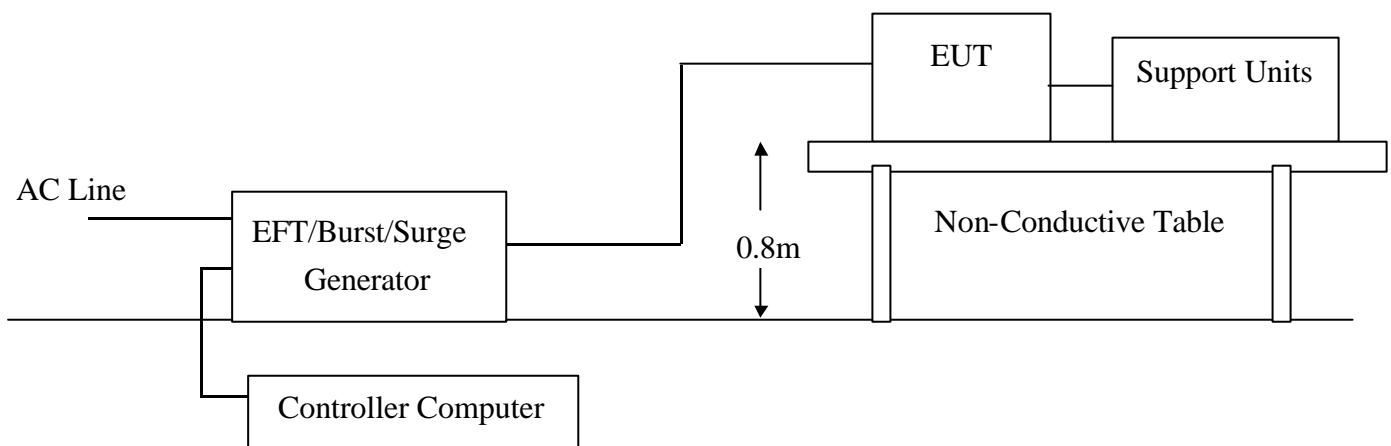 EUT
Support Units
AC Line
EFT/Burst/Surge
Generator
Non-Conductive Table
0.8m
Controller Computer